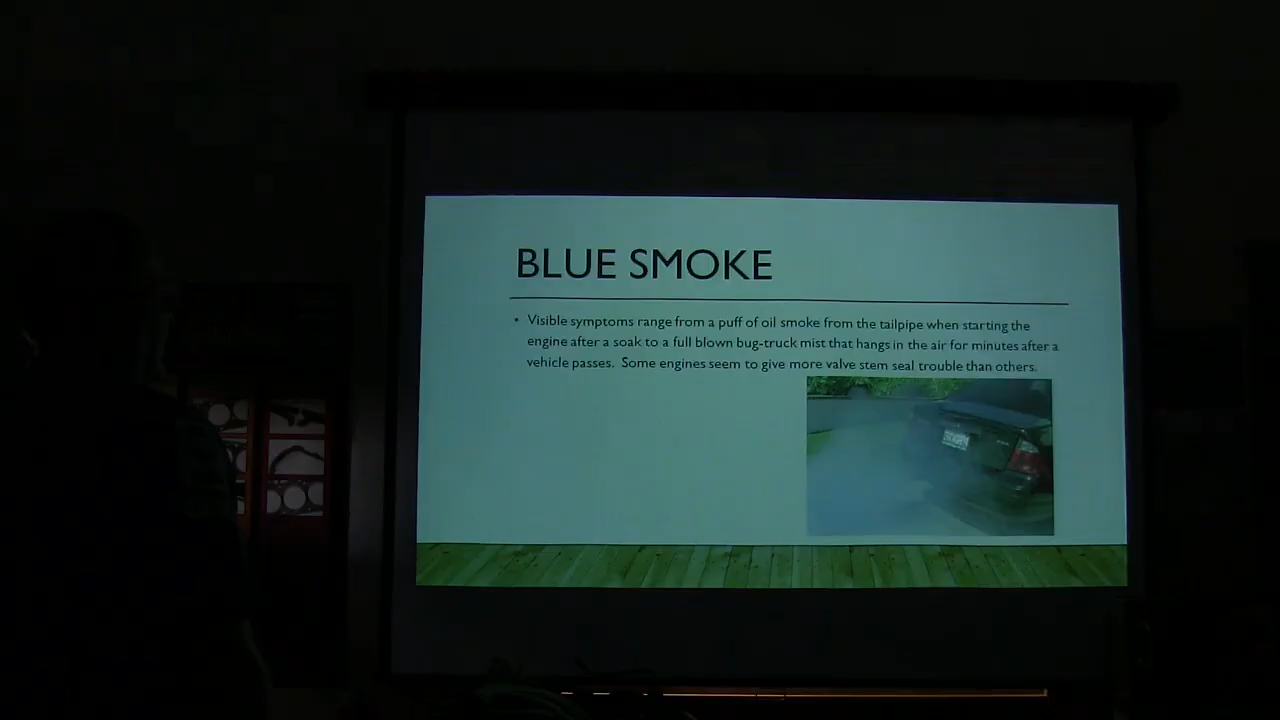 BLUE SMOKE
• Visible symptoms range from a puff of oil smoke from the tailpipe when starting the
engine after a soak to a full blown bug-truck mist that hangs in the air for minutes after a
vehicle passes.  Some engines seem to give more valve stem seal trouble than others.